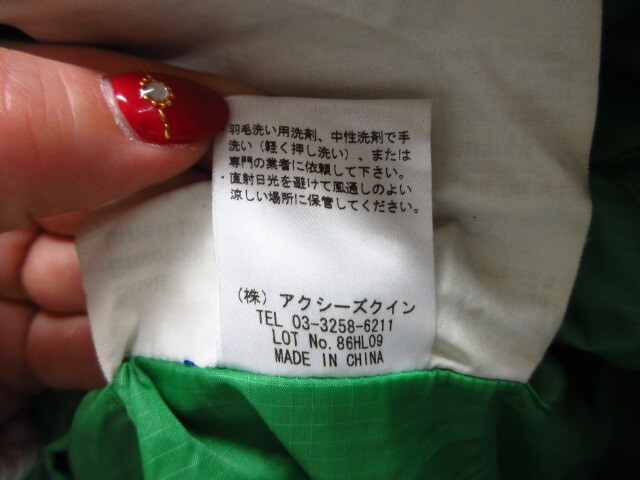 ・羽毛洗い用洗剤、中性洗剤で手
洗い（軽く押し洗い）、または
専門の業者に依頼して下さい。
・直射日光を避けて風通しのよい
涼しい場所に保管してください。
（株）アクシーズクイン
TEL 03-3258-6211
LOT No. 86HL09
MADE IN CHINA